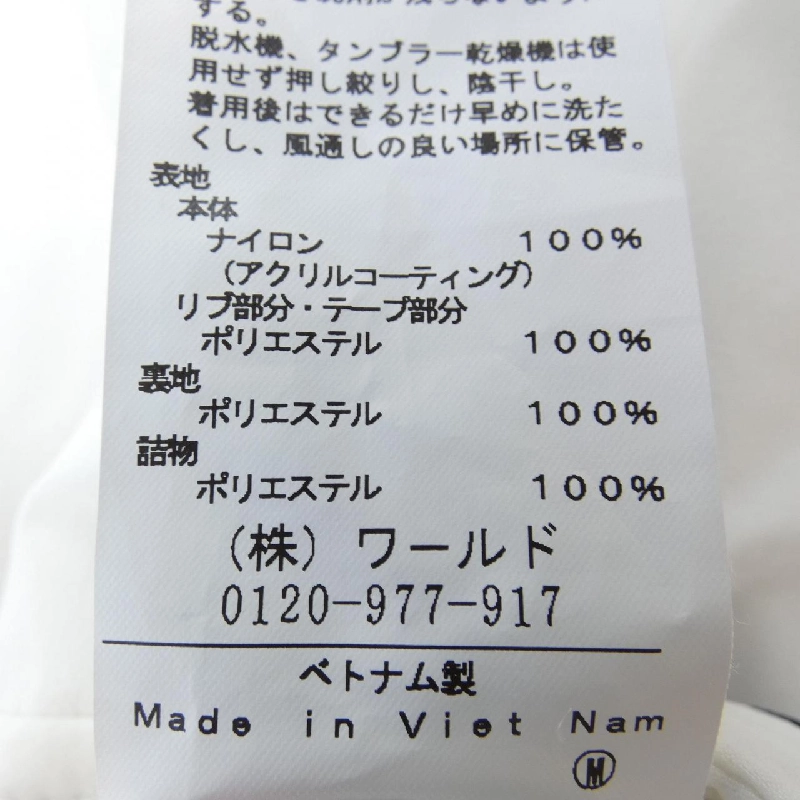 する。
脱水機、タンブラー乾燥機は使
用せず押し絞りし、陰干し。
着用後はできるだけ早めに洗た
くし、風通しの良い場所に保管。
表地
本体
ナイロン 100%
（アクリルコーティング）
リブ部分・テープ部分
ポリエステル 100%
裏地
ポリエステル 100%
詰物
ポリエステル 100%
（株）ワールド
0120-977-917
ベトナム製
Made in Viet Nam
M